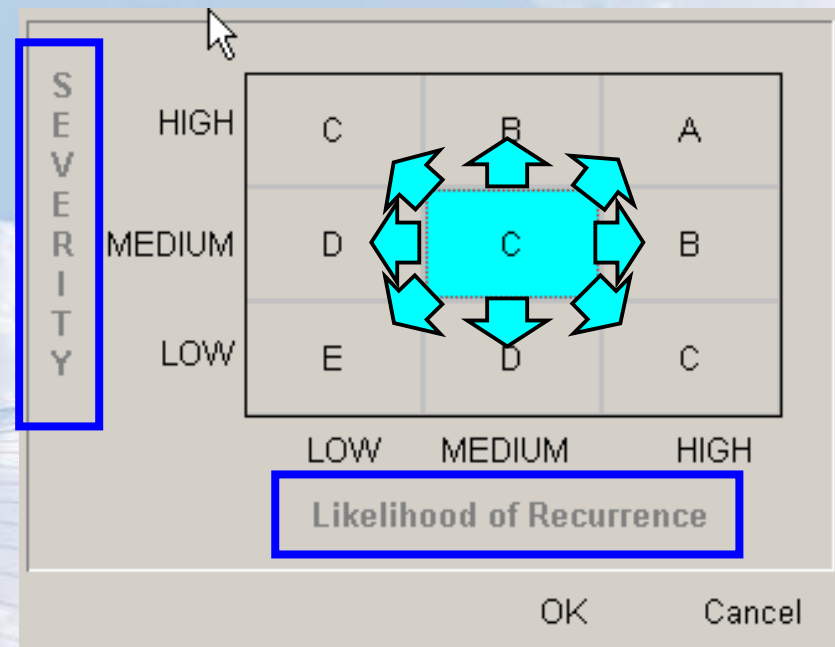 SEVERITY
HIGH C B A
MEDIUM D C B
LOW E D C
LOW MEDIUM HIGH
Likelihood of Recurrence
OK Cancel